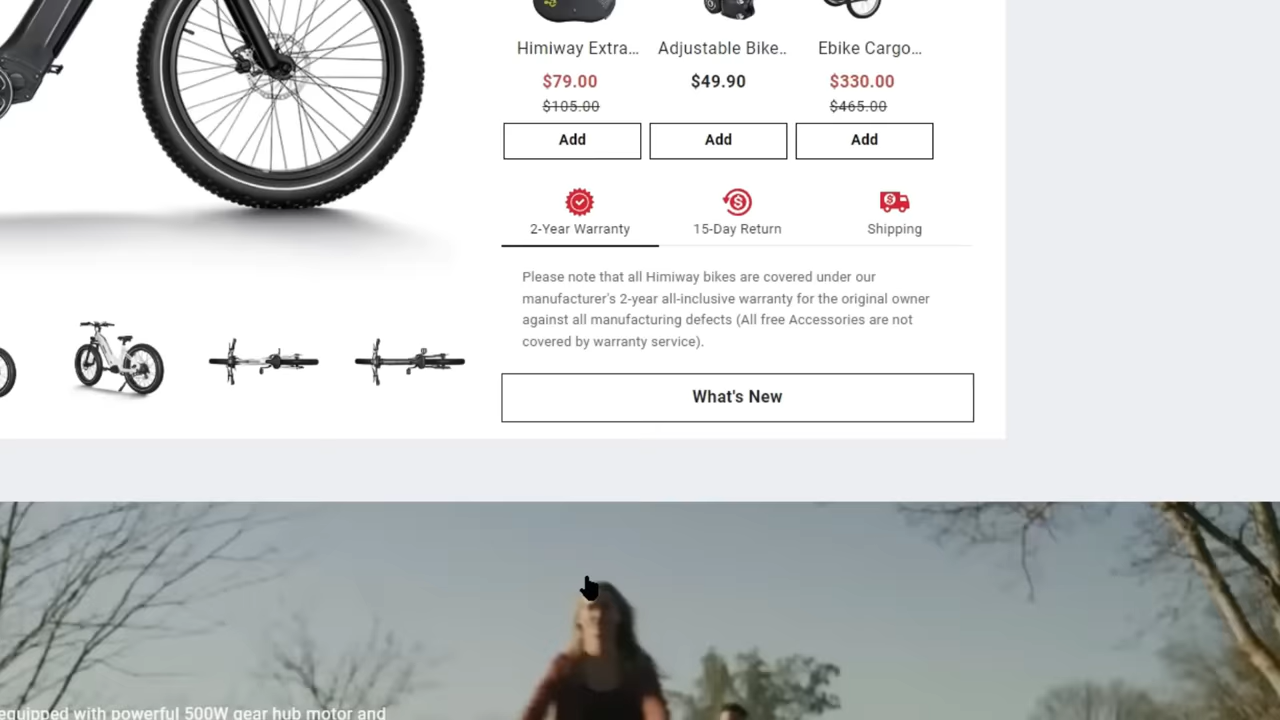 Himiway Extra... Adjustable Bike.. Ebike Cargo...
$79.00 $49.90 $330.00
$105.00 $465.00
Add Add Add
2-Year Warranty 15-Day Return Shipping
Please note that all Himiway bikes are covered under our
manufacturer's 2-year all-inclusive warranty for the original owner
against all manufacturing defects (All free Accessories are not
covered by warranty service).
What's New
equipped with powerful 500W gear hub motor and